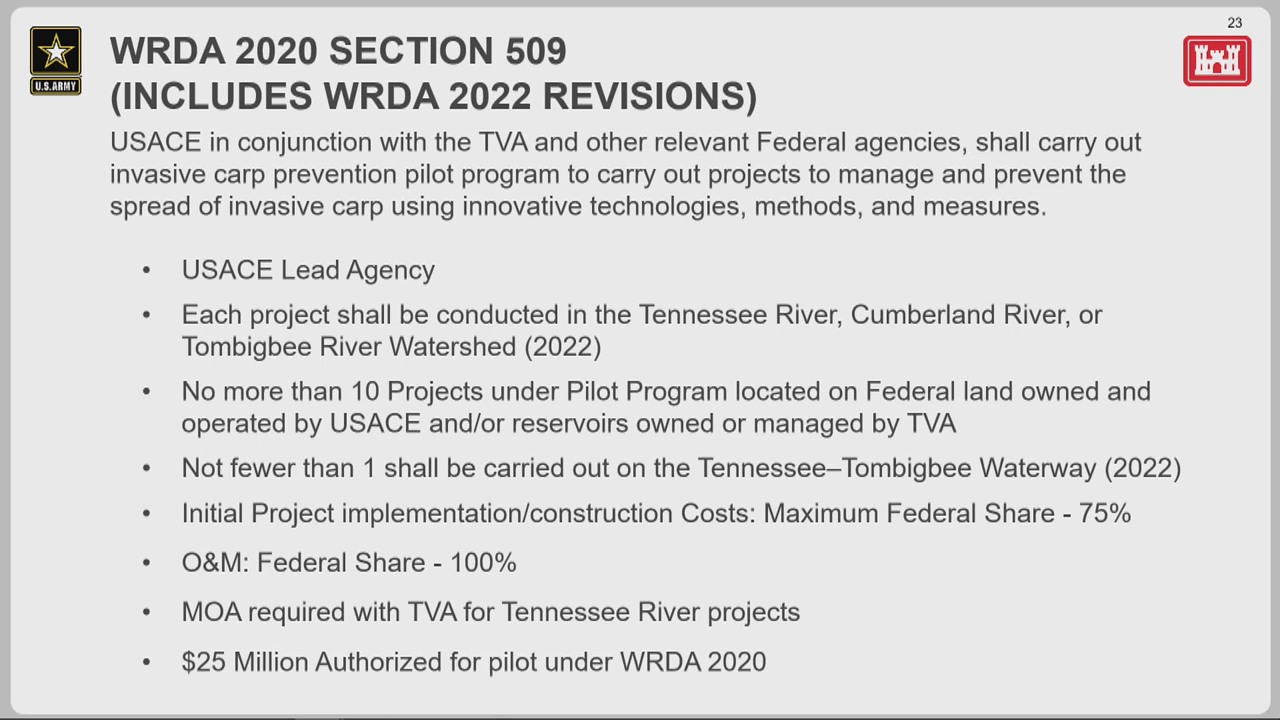 23
WRDA 2020 SECTION 509
(INCLUDES WRDA 2022 REVISIONS)
U.S.ARMY
USACE in conjunction with the TVA and other relevant Federal agencies, shall carry out
invasive carp prevention pilot program to carry out projects to manage and prevent the
spread of invasive carp using innovative technologies, methods, and measures.
• USACE Lead Agency
• Each project shall be conducted in the Tennessee River, Cumberland River, or
Tombigbee River Watershed (2022)
• No more than 10 Projects under Pilot Program located on Federal land owned and
operated by USACE and/or reservoirs owned or managed by TVA
• Not fewer than 1 shall be carried out on the Tennessee–Tombigbee Waterway (2022)
• Initial Project implementation/construction Costs: Maximum Federal Share - 75%
• O&M: Federal Share - 100%
• MOA required with TVA for Tennessee River projects
• $25 Million Authorized for pilot under WRDA 2020